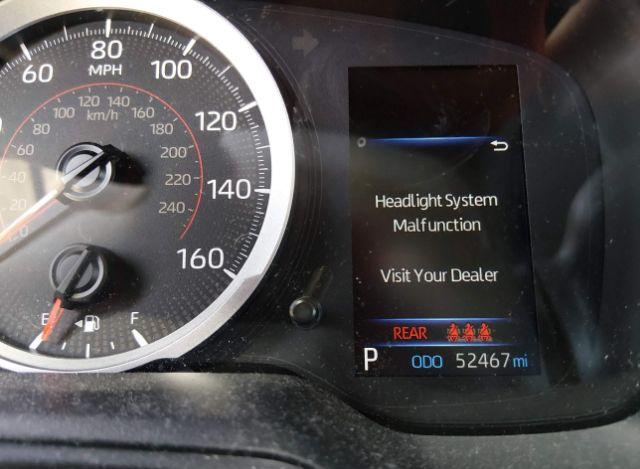 60
80
MPH
100
120
140
160
60
80
100
120
140
160
km/h
180
200
220
240
40
20
E
F
Headlight System
Malfunction
Visit Your Dealer
REAR
P
ODO 52467 mi